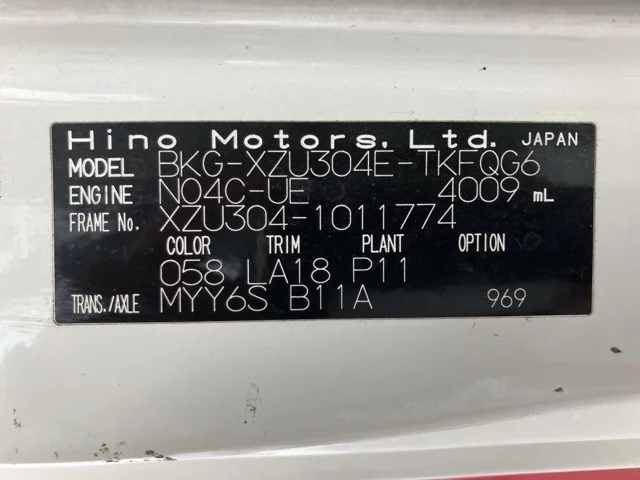 Hino Motors, Ltd. JAPAN
MODEL BKG-XZU304E-TKFQG6
ENGINE N04C-UE 4009 mL
FRAME No. XZU304-1011774
COLOR TRIM PLANT OPTION
058 LA18 P11
TRANS./AXLE MYY6S B11A 969